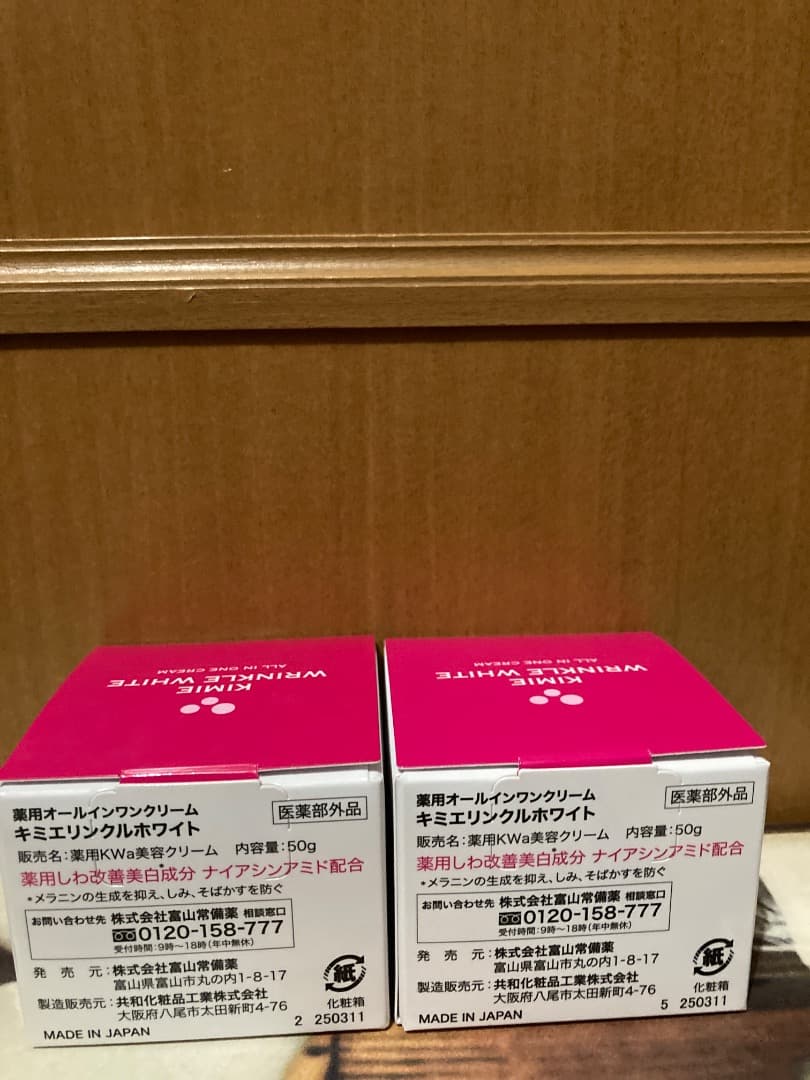 KIMIE
WRINKLE WHITE
ALL IN ONE CREAM
薬用オールインワンクリーム
キミエリンクルホワイト
医薬部外品
販売名:薬用KWa美容クリーム 内容量:50g
薬用しわ改善美白成分* ナイアシンアミド配合
*メラニンの生成を抑え、しみ、そばかすを防ぐ
お問い合わせ先 株式会社富山常備薬 相談窓口
0120-158-777
受付時間:9時〜18時(年中無休)
発売元:株式会社富山常備薬
富山県富山市丸の内1-8-17
製造販売元:共和化粧品工業株式会社
大阪府八尾市太田新町4-76
紙
化粧箱
MADE IN JAPAN
2 250311
KIMIE
WRINKLE WHITE
ALL IN ONE CREAM
薬用オールインワンクリーム
キミエリンクルホワイト
医薬部外品
販売名:薬用KWa美容クリーム 内容量:50g
薬用しわ改善美白成分* ナイアシンアミド配合
*メラニンの生成を抑え、しみ、そばかすを防ぐ
お問い合わせ先 株式会社富山常備薬 相談窓口
0120-158-777
受付時間:9時〜18時(年中無休)
発売元:株式会社富山常備薬
富山県富山市丸の内1-8-17
製造販売元:共和化粧品工業株式会社
大阪府八尾市太田新町4-76
紙
化粧箱
MADE IN JAPAN
5 250311